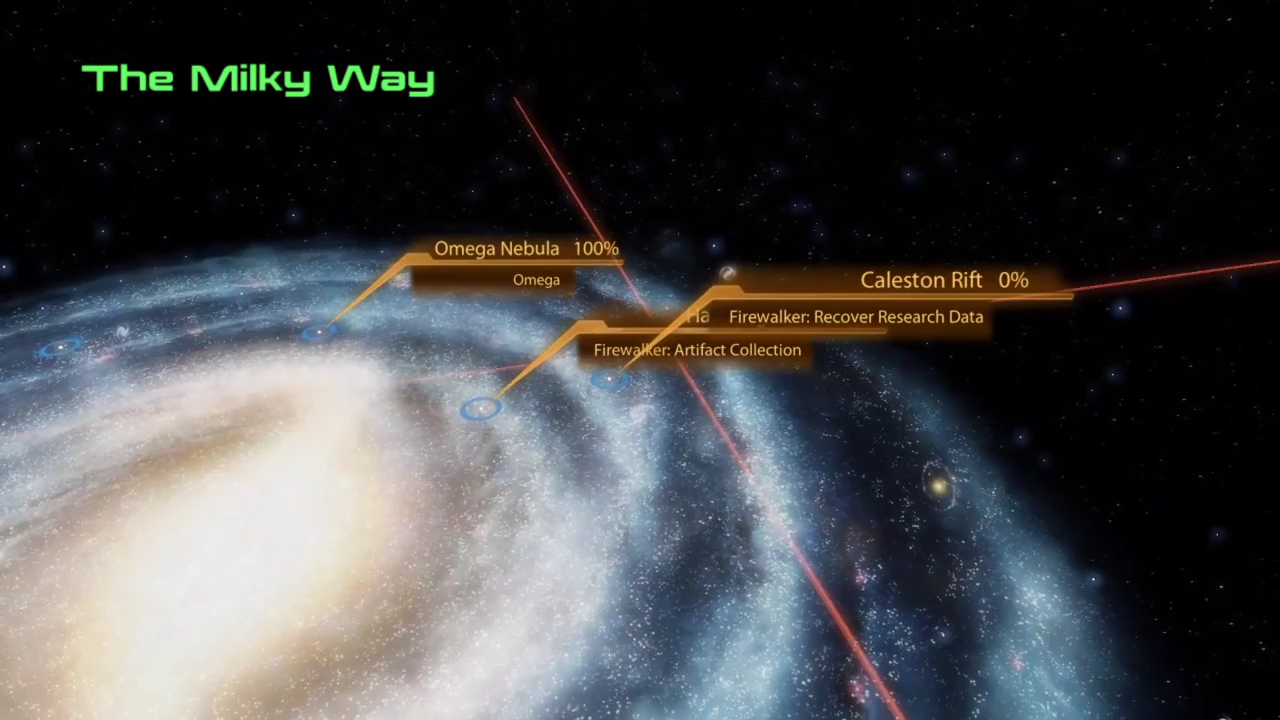 The Milky Way
Omega Nebula 100%
Omega
Caleston Rift 0%
Firewalker: Recover Research Data
Firewalker: Artifact Collection